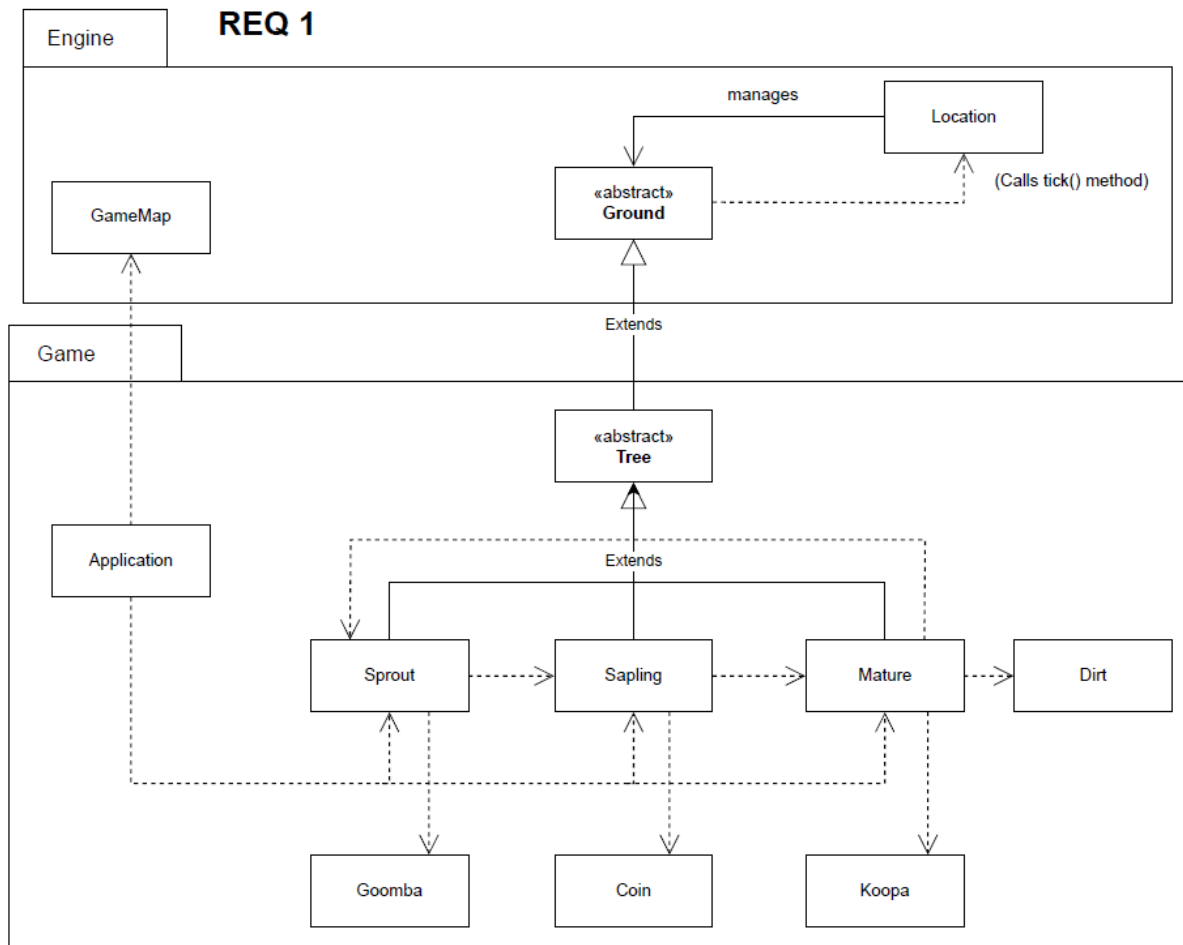 REQ 1
Engine
manages
Location
«abstract»
Ground
(Calls tick() method)
GameMap
Extends
Game
«abstract»
Tree
Application
Extends
Sprout
Sapling
Mature
Dirt
Goomba
Coin
Koopa